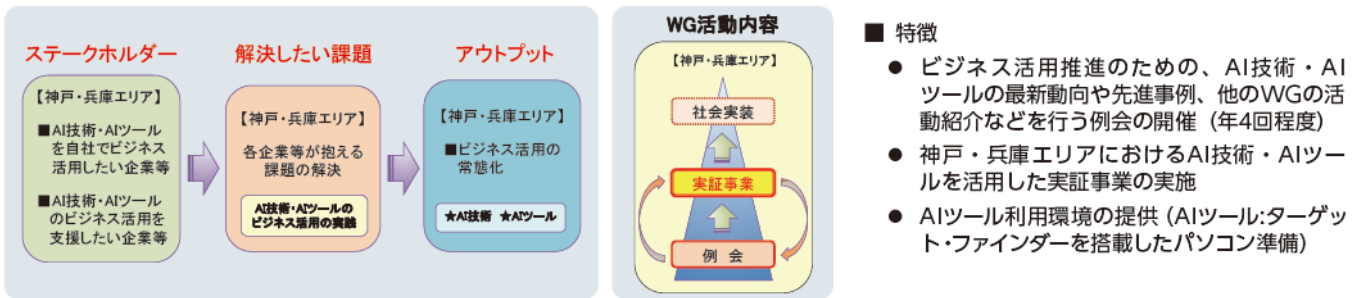 ステークホルダー
【神戸・兵庫エリア】
■AI技術・AIツール
を自社でビジネス
活用したい企業等
■AI技術・AIツール
のビジネス活用を
支援したい企業等
解決したい課題
【神戸・兵庫エリア】
各企業等が抱える
課題の解決
AI技術・AIツールの
ビジネス活用の実践
アウトプット
【神戸・兵庫エリア】
■ビジネス活用の
常態化
★AI技術 ★AIツール
WG活動内容
【神戸・兵庫エリア】
社会実装
実証事業
例 会
■ 特徴
● ビジネス活用推進のための、AI技術・AI
ツールの最新動向や先進事例、他のWGの活
動紹介などを行う例会の開催（年4回程度）
● 神戸・兵庫エリアにおけるAI技術・AIツー
ルを活用した実証事業の実施
● AIツール利用環境の提供（AIツール:ターゲッ
ト・ファインダーを搭載したパソコン準備）